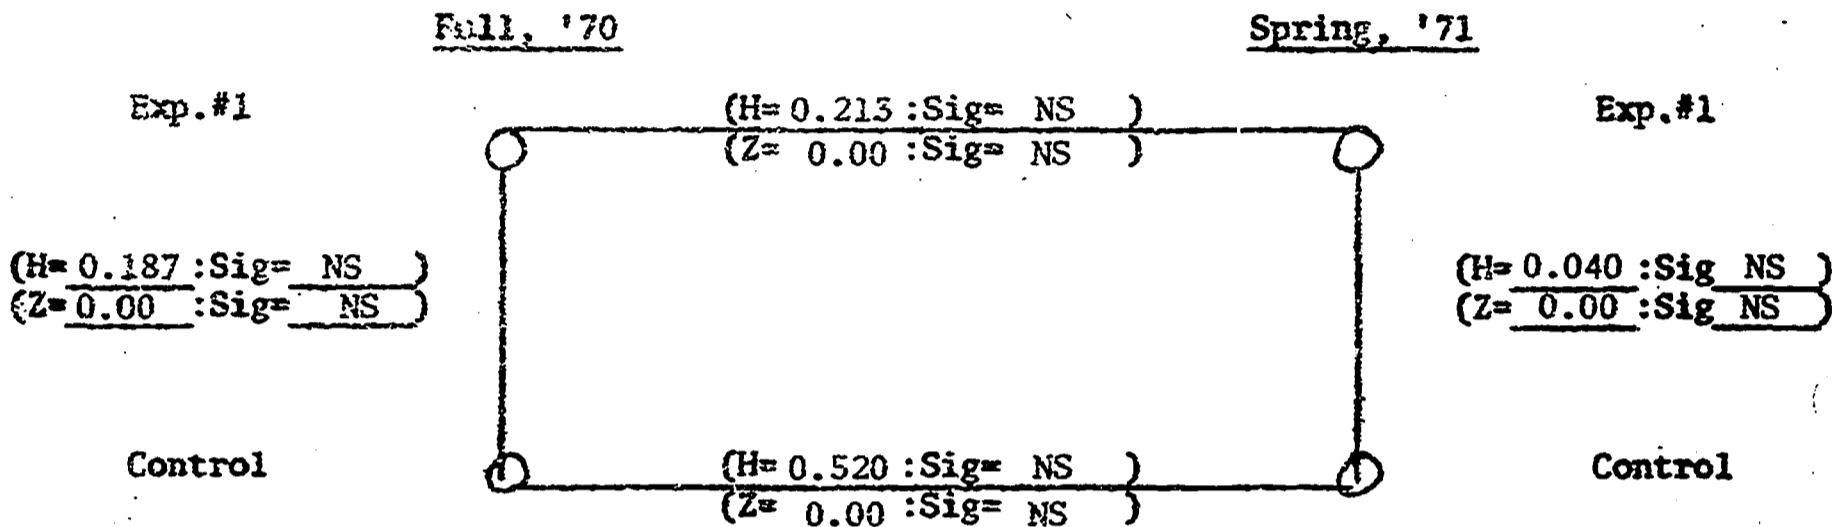 Fall, '70
Spring, '71
Exp.#1
(H= 0.213 :Sig= NS )
(Z= 0.00 :Sig= NS )
Exp.#1
(H= 0.187 :Sig= NS )
(Z= 0.00 :Sig= NS )
(H= 0.040 :Sig NS )
(Z= 0.00 :Sig NS )
Control
(H= 0.520 :Sig= NS )
(Z= 0.00 :Sig= NS )
Control